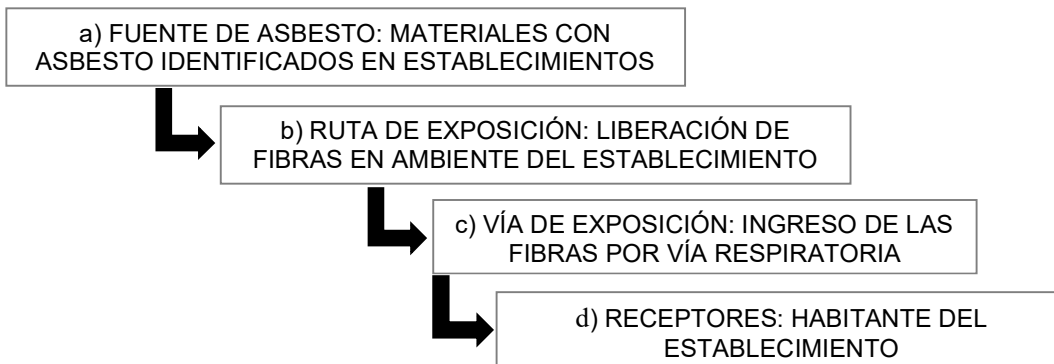 a) FUENTE DE ASBESTO: MATERIALES CON
ASBESTO IDENTIFICADOS EN ESTABLECIMIENTOS
b) RUTA DE EXPOSICIÓN: LIBERACIÓN DE
FIBRAS EN AMBIENTE DEL ESTABLECIMIENTO
c) VÍA DE EXPOSICIÓN: INGRESO DE LAS
FIBRAS POR VÍA RESPIRATORIA
d) RECEPTORES: HABITANTE DEL
ESTABLECIMIENTO